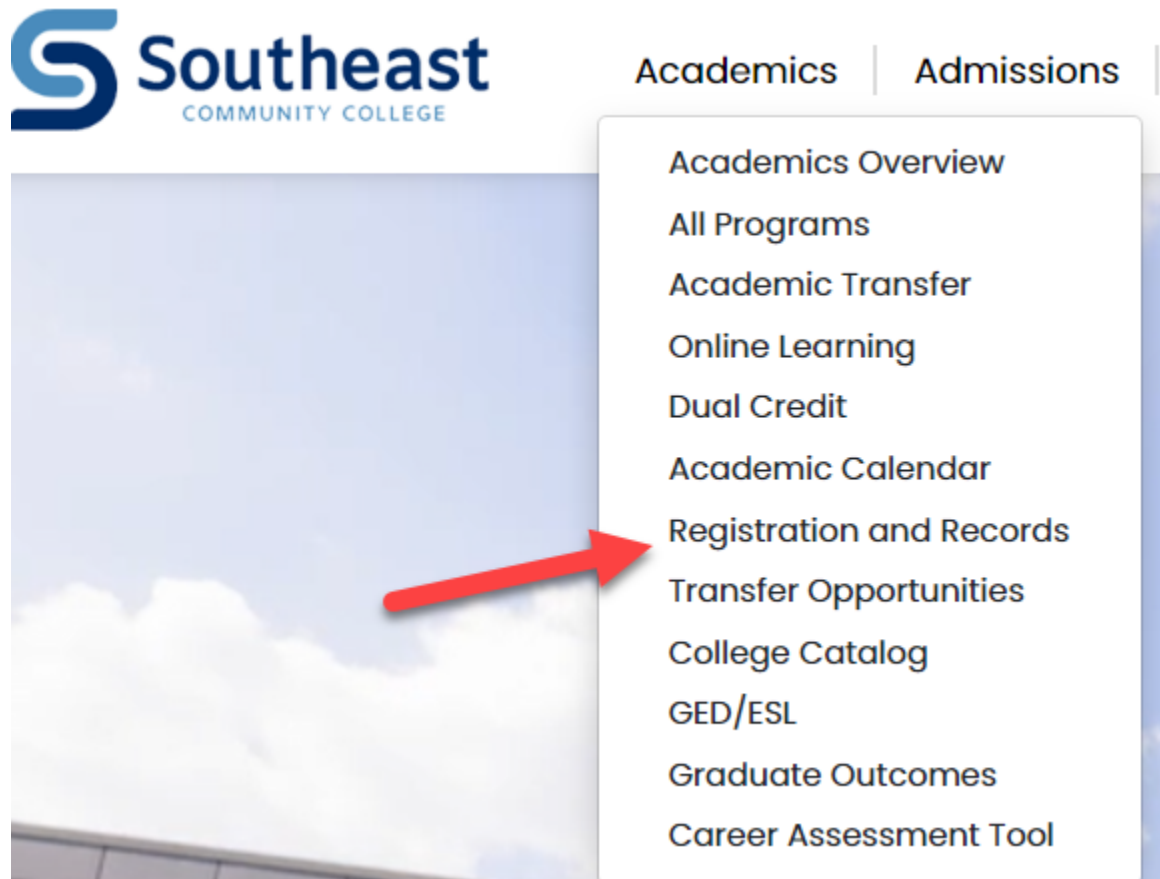 Southeast
COMMUNITY COLLEGE
Academics
Admissions
Academics Overview
All Programs
Academic Transfer
Online Learning
Dual Credit
Academic Calendar
Registration and Records
Transfer Opportunities
College Catalog
GED/ESL
Graduate Outcomes
Career Assessment Tool